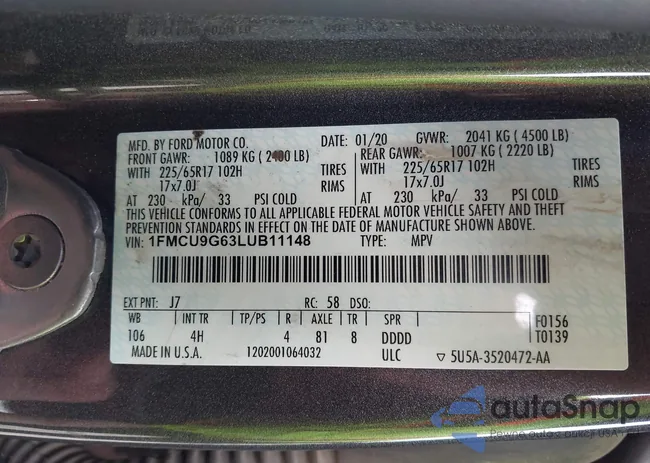 MFD. BY FORD MOTOR CO. DATE: 01/20 GVWR: 2041 KG ( 4500 LB)
FRONT GAWR: 1089 KG ( 2400 LB) REAR GAWR: 1007 KG ( 2220 LB)
WITH 225/65R17 102H TIRES WITH 225/65R17 102H TIRES
17x7.0J RIMS 17x7.0J RIMS
AT 230 kPa/ 33 PSI COLD AT 230 kPa/ 33 PSI COLD
THIS VEHICLE CONFORMS TO ALL APPLICABLE FEDERAL MOTOR VEHICLE SAFETY AND THEFT
PREVENTION STANDARDS IN EFFECT ON THE DATE OF MANUFACTURE SHOWN ABOVE.
VIN: 1FMCU9G63LUB11148 TYPE: MPV
EXT PNT: J7 RC: 58 DSO:
WB INT TR R AXLE TR SPR F0156
106 4H 4 81 8 DDDD T0139
MADE IN U.S.A. 1202001064032 ULC ▽ 5U5A-3520472-AA
autoSnap